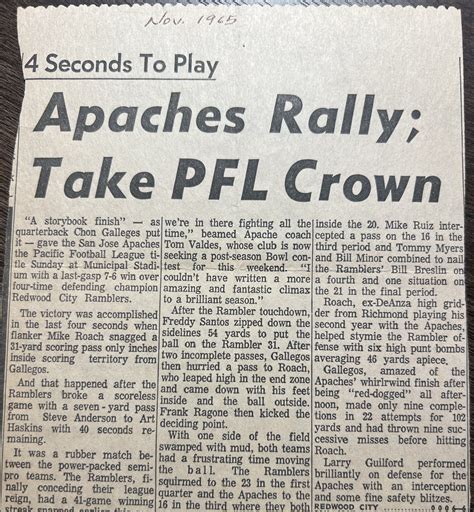 Nov. 1965
4 Seconds To Play
Apaches Rally;
Take PFL Crown
"A storybook finish" — as
quarterback Chon Galleges put
it — gave the San Jose Apaches
the Pacific Football League ti-
tle Sunday at Municipal Stad-
ium with a last-gasp 7-6 win over
four-time defending champion
Redwood City Ramblers.
The victory was accomplished
in the last four seconds when
flanker Mike Roach snagged a
31-yard scoring pass only inches
inside scoring territory from
Gallegos.
And that happened after the
Ramblers broke a scoreless
game with a seven-yard pass
from Steve Anderson to Art
Haskins with 40 seconds re-
maining.
It was a rubber match be-
tween the power-packed semi-
pro teams. The Ramblers, fi-
nally conceding their league
reign, had a 41-game winning
streak snapped earlier this
we're in there fighting all the
time," beamed Apache coach
Tom Valdes, whose club is now
seeking a post-season Bowl con-
test for this weekend. "I
couldn't have written a more
amazing and fantastic climax
to a brilliant season."
After the Rambler touchdown,
Freddy Santos zipped down the
sidelines 54 yards to put the
ball on the Rambler 31. After
two incomplete passes, Gallegos
then hurried a pass to Roach,
who leaped high in the end zone
and came down with his feet
inside and the ball outside.
Frank Ragone then kicked the
deciding point.
With one of the field
swamped with mud, both teams
had a frustrating time moving
the ball. The Ramblers
squirmed to the 23 in the first
quarter and the Apaches to the
16 in the third where they both
inside the 20. Mike Ruiz inter-
cepted a pass on the 16 in the
third period and Tommy Myers
and Bill Minor combined to nail
the Ramblers' Bill Breslin on
a fourth and one situation on
the 21 in the final period.
Roach, ex-DeAnza high grid-
der from Richmond playing his
second year with the Apaches,
helped stymie the Rambler of-
fense with six high punt bombs
averaging 46 yards apiece.
Gallegos, amazed of the
Apaches' whirlrwind finish after
being "red-dogged" all after-
noon, made only nine comple-
tions in 22 attempts for 102
yards and had thrown nine suc-
cessive misses before hitting
Roach.
Larry Guilford performed
brilliantly on defense for the
Apaches with an interception
and some fine safety blitzes.
REDWOOD CITY